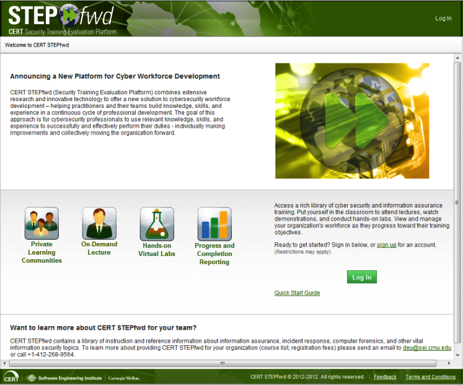 STEPfwd
CERT Security Training Evaluation Platform
Log In
Welcome to CERT STEPfwd
Announcing a New Platform for Cyber Workforce Development
CERT STEPfwd (Security Training Evaluation Platform) combines extensive
research and innovative technology to offer a new solution to cybersecurity workforce
development – helping practitioners and their teams build knowledge, skills, and
experience in a continuous cycle of professional development. The goal of this
approach is for cybersecurity professionals to use relevant knowledge, skills, and
experience to successfully and effectively perform their duties - individually making
improvements and collectively moving the organization forward.
Private
Learning
Communities
On-Demand
Lecture
Hands-on
Virtual Labs
Progress and
Completion
Reporting
Access a rich library of cyber security and information assurance
training. Put yourself in the classroom to attend lectures, watch
demonstrations, and conduct hands-on labs. View and manage
your organization's workforce as they progress toward their training
objectives.
Ready to get started? Sign in below, or sign up for an account.
(Restrictions may apply)
Log In
Quick Start Guide
Want to learn more about CERT STEPfwd for your team?
CERT STEPfwd contains a library of instruction and reference information about information assurance, incident response, computer forensics, and other vital
information security topics. To learn more about providing CERT STEPfwd for your organization (course list, registration fees) please send an email to deu@sei.cmu.edu
or call +1-412-268-9564.
CERT
Software Engineering Institute
Carnegie Mellon
CERT STEPfwd © 2012-2012. All rights reserved
Feedback
Terms and Conditions